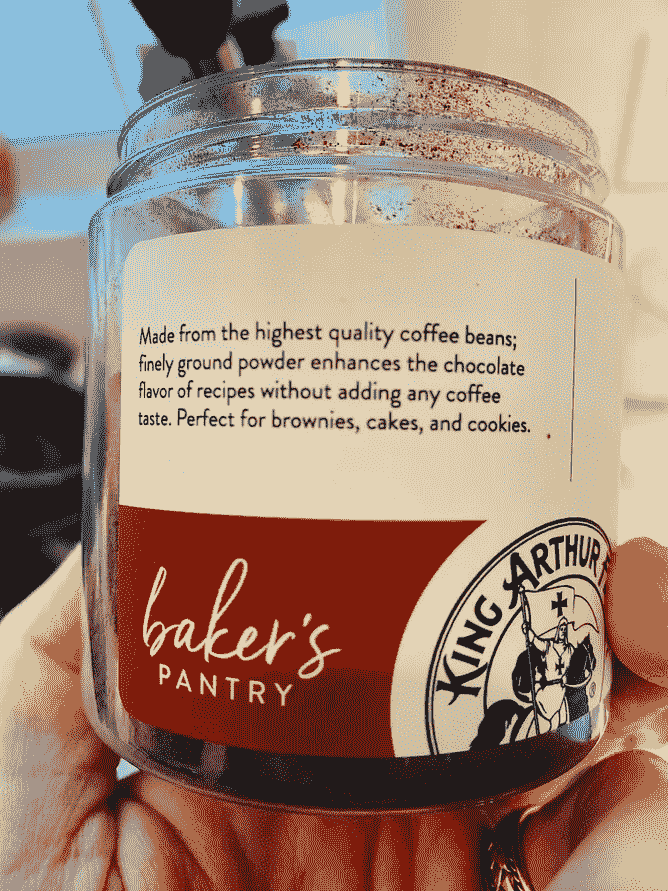 Made from the highest quality coffee beans;
finely ground powder enhances the chocolate
flavor of recipes without adding any coffee
taste. Perfect for brownies, cakes, and cookies.
baker's
PANTRY
KING ARTHUR
®